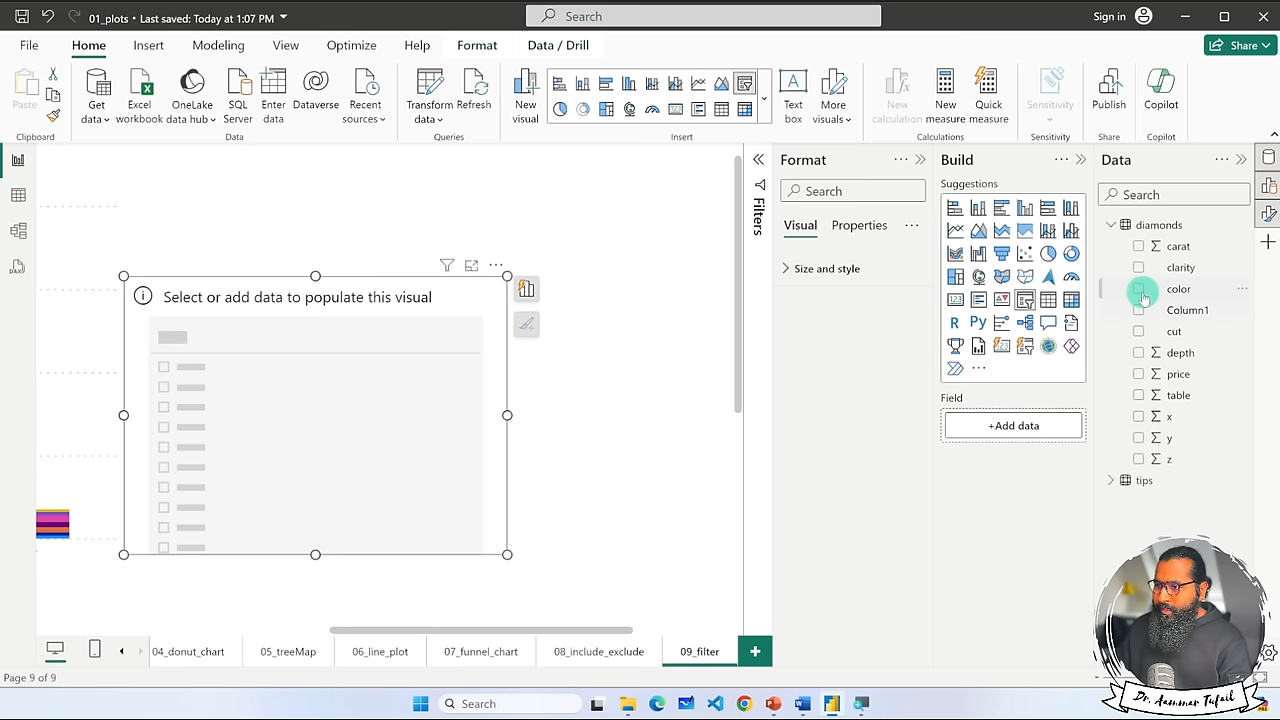 01_plots • Last saved: Today at 1:07 PM
Search
Sign in
File
Home
Insert
Modeling
View
Optimize
Help
Format
Data / Drill
Share
Paste
Get data
Excel workbook
OneLake data hub
SQL Server
Enter data
Dataverse
Recent sources
Transform data
Refresh
New visual
Text box
More visuals
New calculation
New measure
Quick measure
Sensitivity
Publish
Copilot
Clipboard
Data
Queries
Insert
Calculations
Sensitivity
Share
Copilot
Filters
Format
Search
Visual
Properties
Size and style
Build
Suggestions
R
Py
123
Field
+Add data
Data
Search
diamonds
carat
clarity
color
Column1
cut
depth
price
table
x
y
z
tips
Select or add data to populate this visual
04_donut_chart
05_treeMap
06_line_plot
07_funnel_chart
08_include_exclude
09_filter
Page 9 of 9
Search
Dr. Aammar Tufail